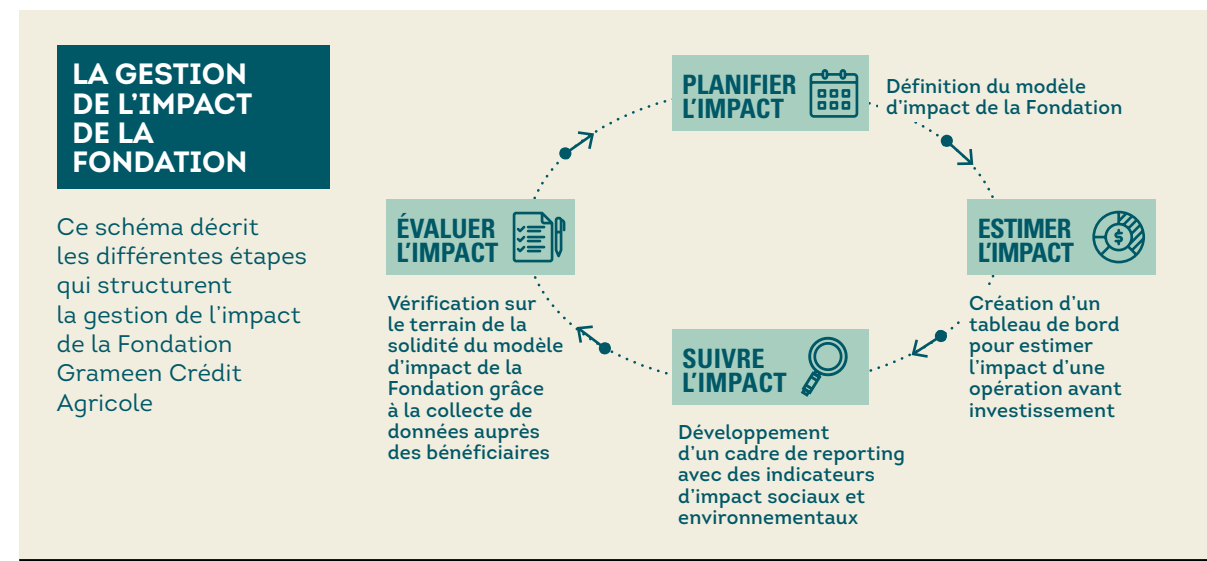 LA GESTION
DE L'IMPACT
DE LA
FONDATION
Ce schéma décrit
les différentes étapes
qui structurent
la gestion de l'impact
de la Fondation
Grameen Crédit
Agricole
PLANIFIER
L'IMPACT
Définition du modèle
d'impact de la Fondation
ESTIMER
L'IMPACT
$
Création d'un
tableau de bord
pour estimer
l'impact d'une
opération avant
investissement
SUIVRE
L'IMPACT
Développement
d'un cadre de reporting
avec des indicateurs
d'impact sociaux et
environnementaux
ÉVALUER
L'IMPACT
Vérification sur
le terrain de la
solidité du modèle
d'impact de la
Fondation grâce
à la collecte de
données auprès
des bénéficiaires